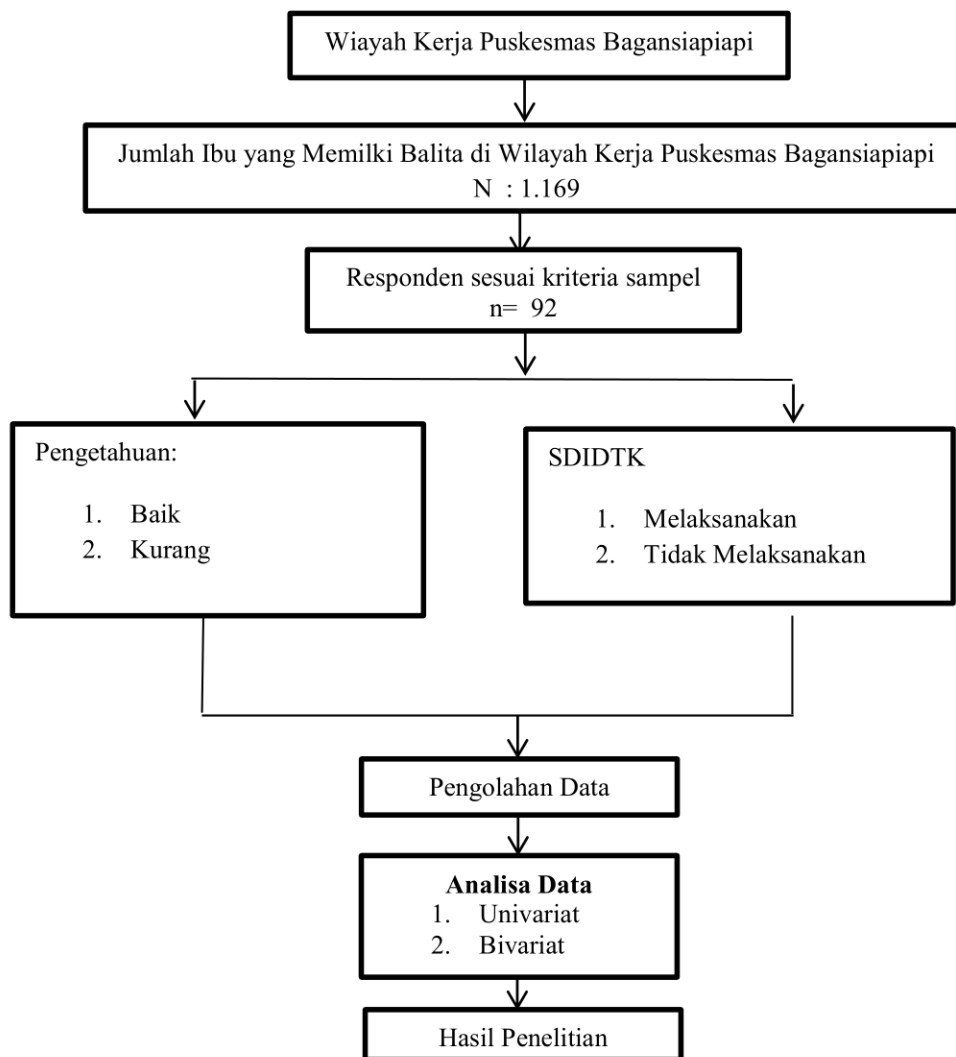 Wiayah Kerja Puskesmas Bagansiapiapi
Jumlah Ibu yang Memilki Balita di Wilayah Kerja Puskesmas Bagansiapiapi
N : 1.169
Responden sesuai kriteria sampel
n= 92
Pengetahuan:
1. Baik
2. Kurang
SDIDTK
1. Melaksanakan
2. Tidak Melaksanakan
Pengolahan Data
Analisa Data
1. Univariat
2. Bivariat
Hasil Penelitian